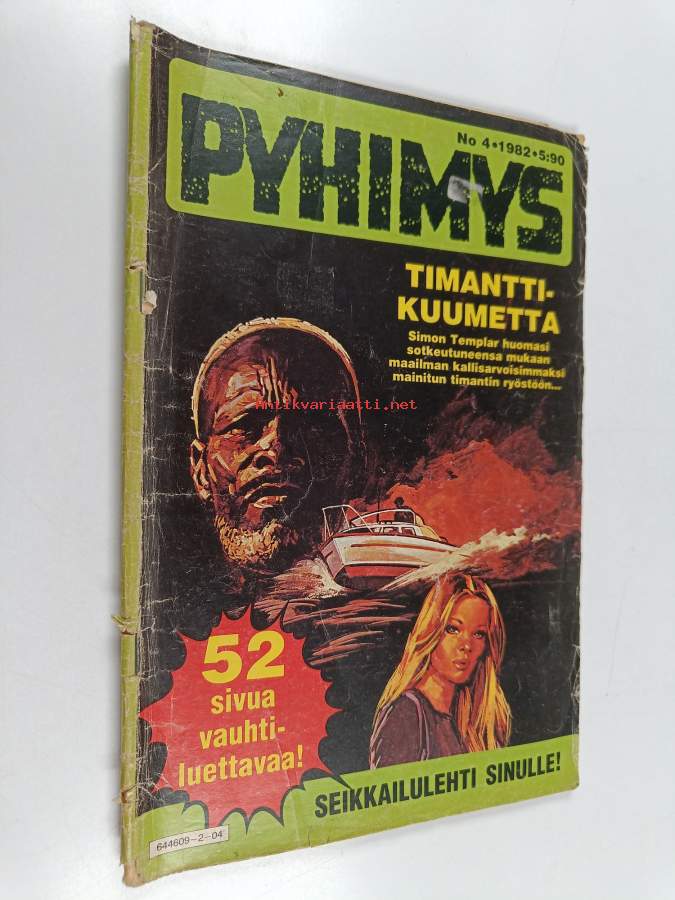 No 4•1982•5:90
PYHIMYS
TIMANTTI-
KUUMETTA
Simon Templar huomasi
sotkeutuneensa mukaan
maailman kallisarvoisimmaksi
mainitun timantin ryöstöön...
antikvariaatti.net
52
sivua
vauhti-
luettavaa!
SEIKKAILULEHTI SINULLE!
644609-2-04